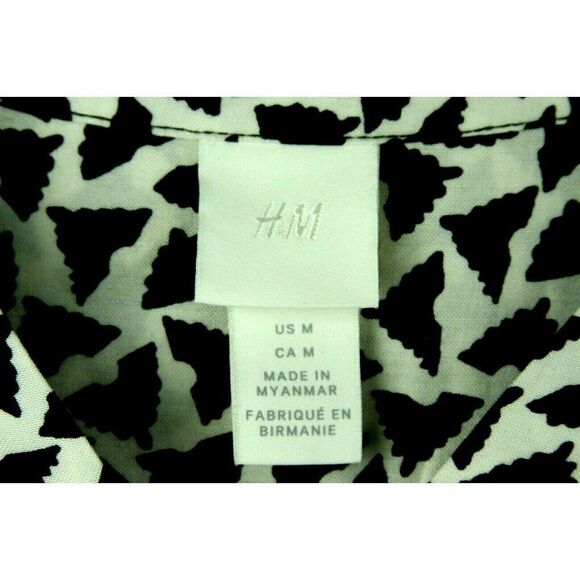 H&M
US M
CA M
MADE IN
MYANMAR
FABRIQUÉ EN
BIRMANIE